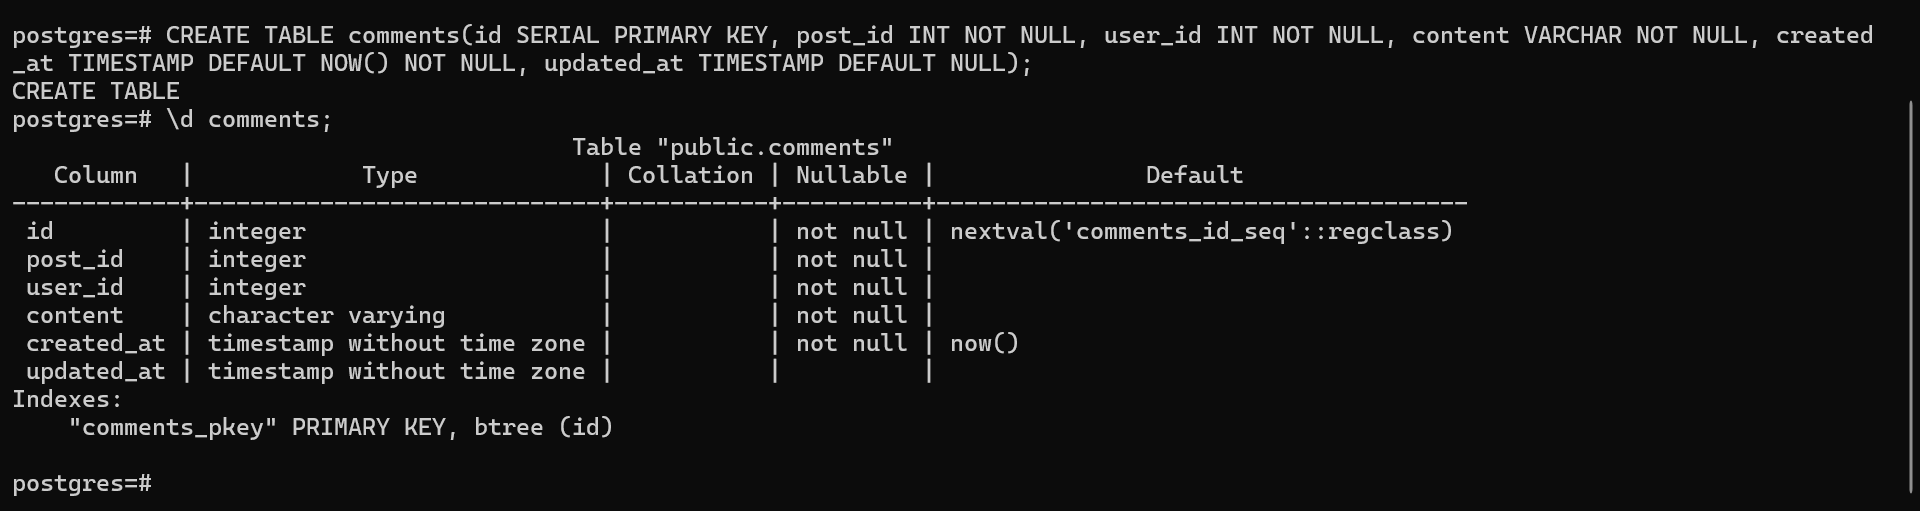 postgres=# CREATE TABLE comments(id SERIAL PRIMARY KEY, post_id INT NOT NULL, user_id INT NOT NULL, content VARCHAR NOT NULL, created
_at TIMESTAMP DEFAULT NOW() NOT NULL, updated_at TIMESTAMP DEFAULT NULL);
CREATE TABLE
postgres=# \d comments;
                                        Table "public.comments"
   Column   |            Type             | Collation | Nullable |               Default
------------+-----------------------------+-----------+----------+--------------------------------------
 id         | integer                     |           | not null | nextval('comments_id_seq'::regclass)
 post_id    | integer                     |           | not null |
 user_id    | integer                     |           | not null |
 content    | character varying           |           | not null |
 created_at | timestamp without time zone |           | not null | now()
 updated_at | timestamp without time zone |           |          |
Indexes:
    "comments_pkey" PRIMARY KEY, btree (id)

postgres=#